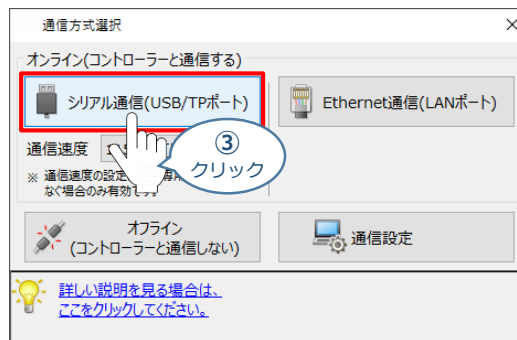 通信方式選択
オンライン(コントローラーと通信する)
シリアル通信(USB/TPポート)
Ethernet通信(LANポート)
通信速度
③
クリック
※ 通信速度の設定
なぐ場合のみ有効です。
オフライン
(コントローラーと通信しない)
通信設定
詳しい説明を見る場合は、
ここをクリックしてください。